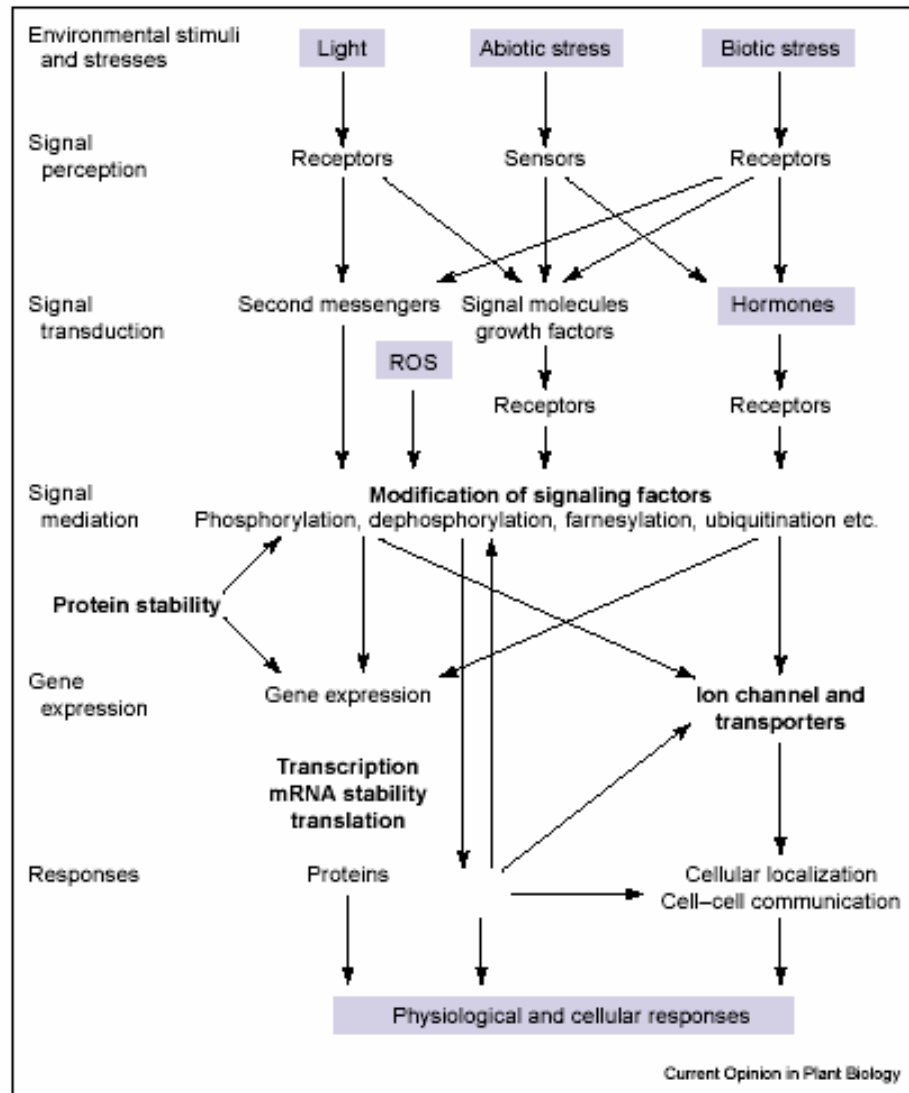 Environmental stimuli
and stresses
Light
Abiotic stress
Biotic stress
Signal
perception
Receptors
Sensors
Receptors
Signal
transduction
Second messengers
Signal molecules
growth factors
Hormones
ROS
Receptors
Receptors
Signal
mediation
Modification of signaling factors
Phosphorylation, dephosphorylation, farnesylation, ubiquitination etc.
Protein stability
Gene
expression
Gene expression
Ion channel and
transporters
Transcription
mRNA stability
translation
Responses
Proteins
Cellular localization
Cell–cell communication
Physiological and cellular responses
Current Opinion in Plant Biology